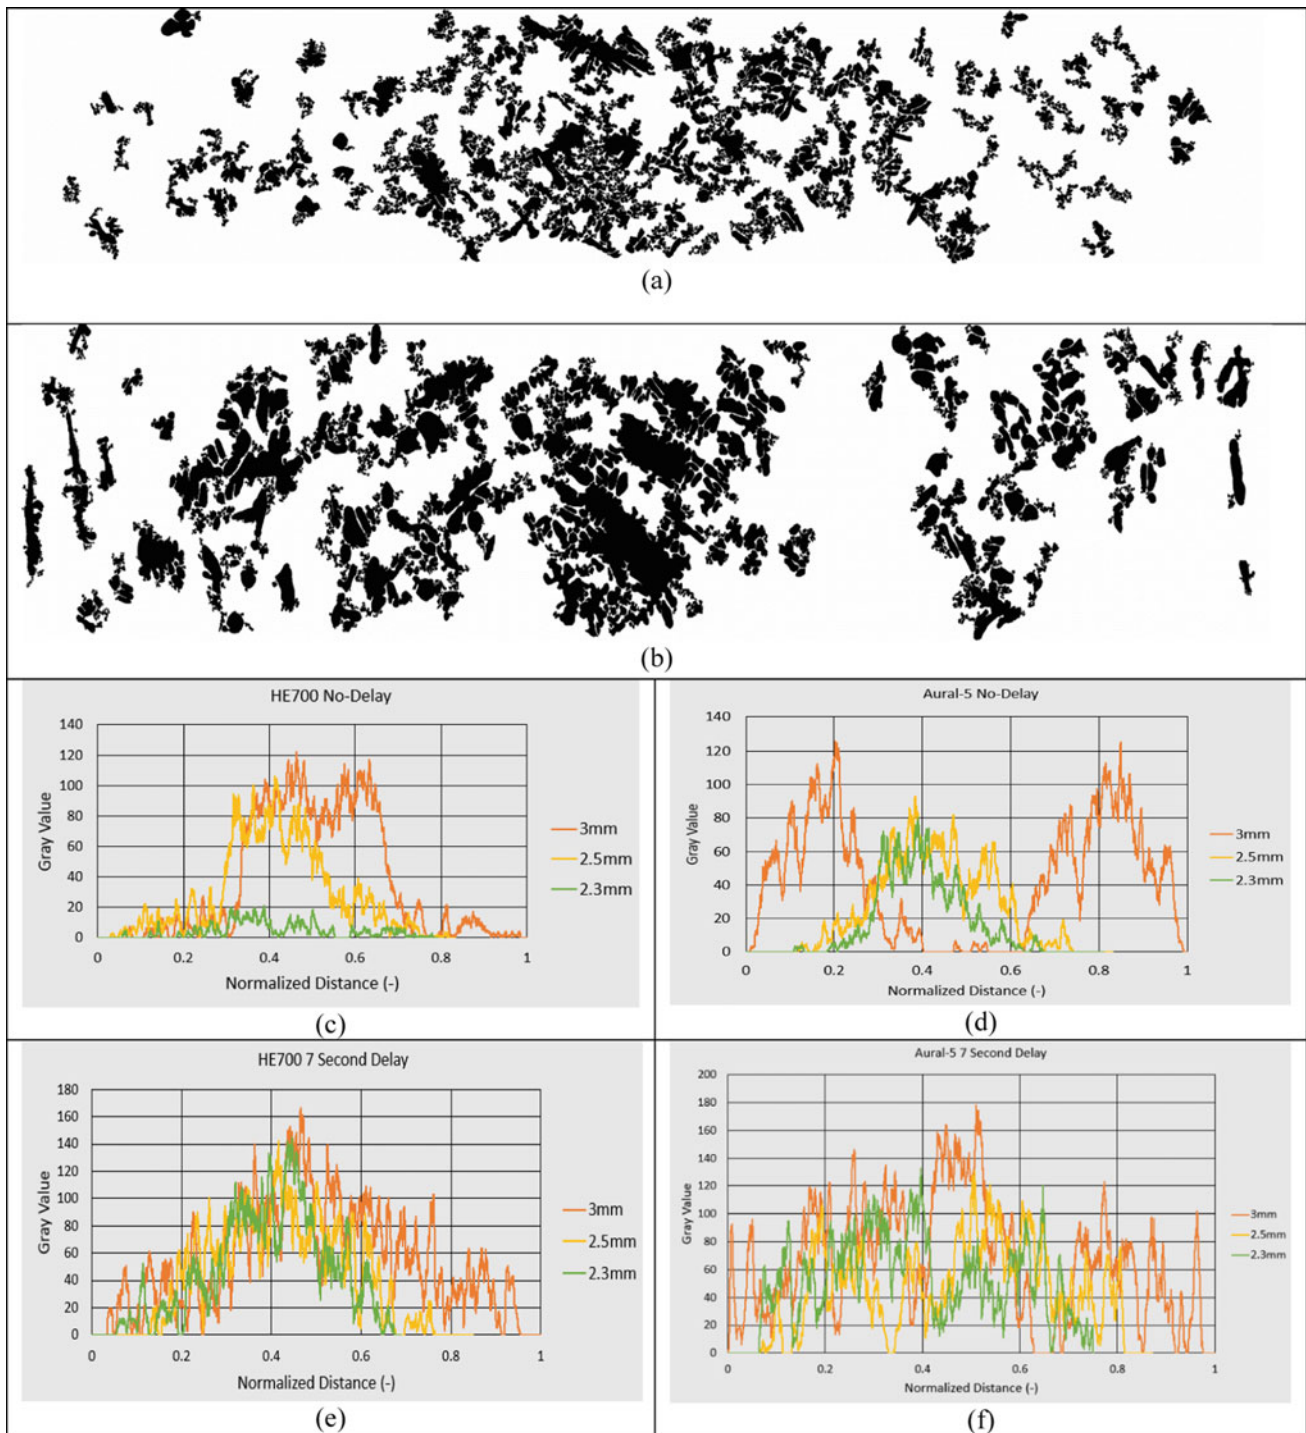 (a)
(b)
HE700 No-Delay
140
120
100
80
60
40
20
0
Gray Value
0 0.2 0.4 0.6 0.8 1
Normalized Distance (-)
3mm
2.5mm
2.3mm
(c)
Aural-5 No-Delay
140
120
100
80
60
40
20
0
Gray Value
0 0.2 0.4 0.6 0.8 1
Normalized Distance (-)
3mm
2.5mm
2.3mm
(d)
HE700 7 Second Delay
180
160
140
120
100
80
60
40
20
0
Gray Value
0 0.2 0.4 0.6 0.8 1
Normalized Distance (-)
3mm
2.5mm
2.3mm
(e)
Aural-5 7 Second Delay
200
180
160
140
120
100
80
60
40
20
0
Gray Value
0 0.2 0.4 0.6 0.8 1
Normalized Distance (-)
3mm
2.5mm
2.3mm
(f)